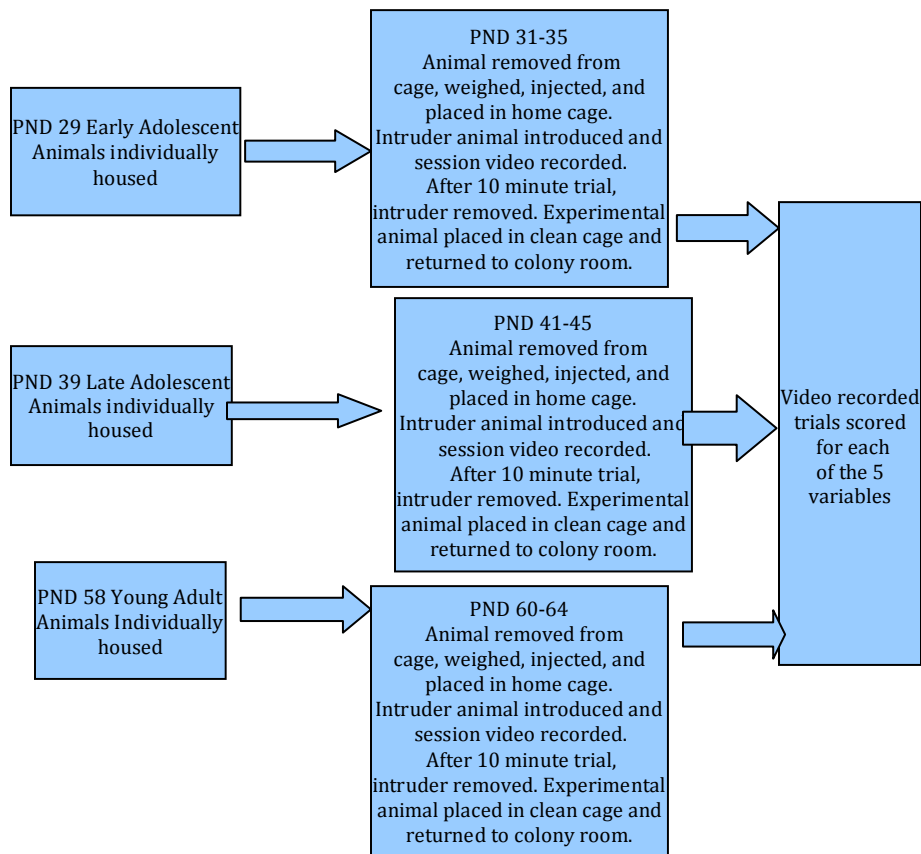 PND 29 Early Adolescent
Animals individually
housed
PND 31-35
Animal removed from
cage, weighed, injected, and
placed in home cage.
Intruder animal introduced and
session video recorded.
After 10 minute trial,
intruder removed. Experimental
animal placed in clean cage and
returned to colony room.
PND 39 Late Adolescent
Animals individually
housed
PND 41-45
Animal removed from
cage, weighed, injected, and
placed in home cage.
Intruder animal introduced and
session video recorded.
After 10 minute trial,
intruder removed. Experimental
animal placed in clean cage and
returned to colony room.
PND 58 Young Adult
Animals Individually
housed
PND 60-64
Animal removed from
cage, weighed, injected, and
placed in home cage.
Intruder animal introduced and
session video recorded.
After 10 minute trial,
intruder removed. Experimental
animal placed in clean cage and
returned to colony room.
Video recorded
trials scored
for each
of the 5
variables